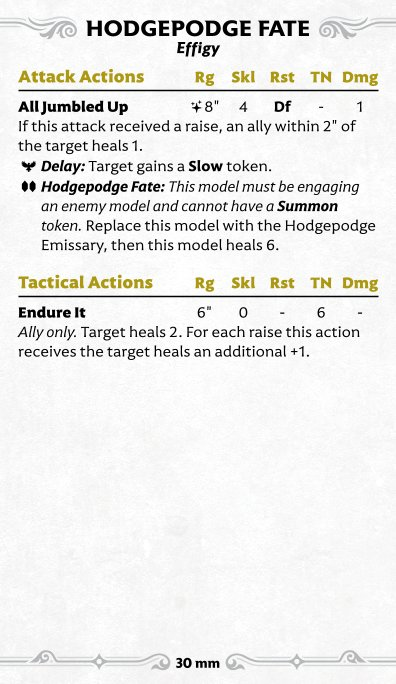 HODGEPODGE FATE
Effigy
Attack Actions Rg Skl Rst TN Dmg
All Jumbled Up 8" 4 Df - 1
If this attack received a raise, an ally within 2" of
the target heals 1.
Delay: Target gains a Slow token.
Hodgepodge Fate: This model must be engaging
an enemy model and cannot have a Summon
token. Replace this model with the Hodgepodge
Emissary, then this model heals 6.
Tactical Actions Rg Skl Rst TN Dmg
Endure It 6" 0 - 6 -
Ally only. Target heals 2. For each raise this action
receives the target heals an additional +1.
30 mm